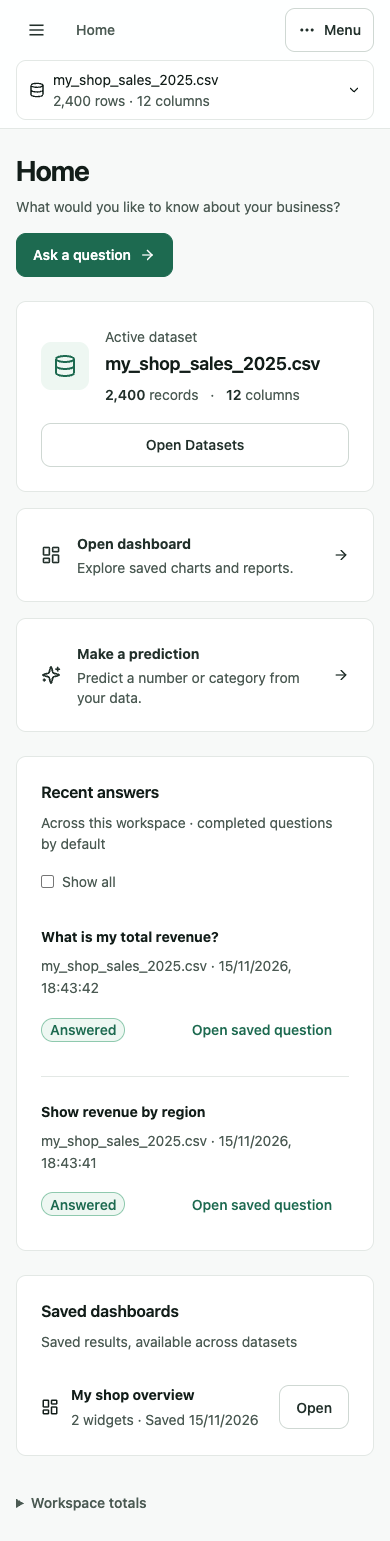 Home
Menu
my_shop_sales_2025.csv
2,400 rows · 12 columns
Home
What would you like to know about your business?
Ask a question
Active dataset
my_shop_sales_2025.csv
2,400 records · 12 columns
Open Datasets
Open dashboard
Explore saved charts and reports.
Make a prediction
Predict a number or category from
your data.
Recent answers
Across this workspace · completed questions
by default
Show all
What is my total revenue?
my_shop_sales_2025.csv · 15/11/2026,
18:43:42
Answered
Open saved question
Show revenue by region
my_shop_sales_2025.csv · 15/11/2026,
18:43:41
Answered
Open saved question
Saved dashboards
Saved results, available across datasets
My shop overview
2 widgets · Saved 15/11/2026
Open
Workspace totals